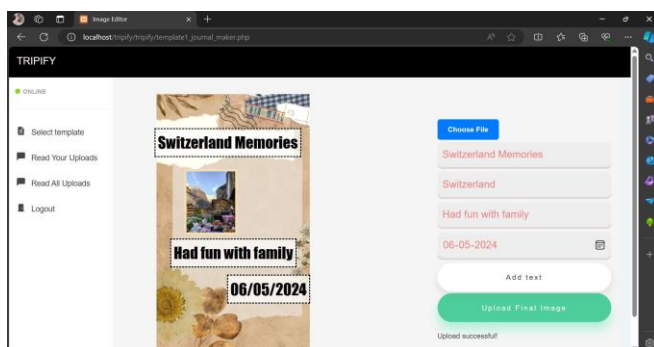 Image Editor
localhost/tripify/tripify/template1_journal_maker.php
TRIPIFY
ONLINE
Select template
Read Your Uploads
Read All Uploads
Logout
Switzerland Memories
Had fun with family
06/05/2024
Choose File
Switzerland Memories
Switzerland
Had fun with family
06-05-2024
Add text
Upload Final Image
Upload successful!